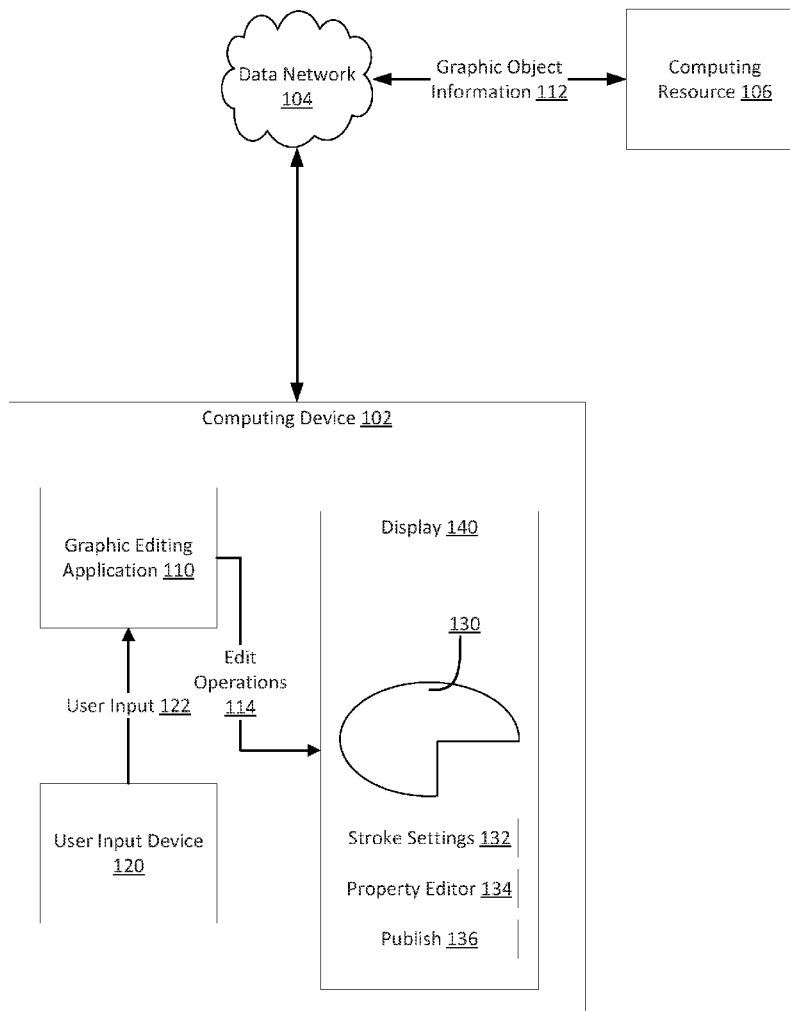 Data Network
104
Graphic Object
Information 112
Computing
Resource 106
Computing Device 102
Graphic Editing
Application 110
Display 140
130
Edit
Operations
114
User Input 122
User Input Device
120
Stroke Settings 132
Property Editor 134
Publish 136